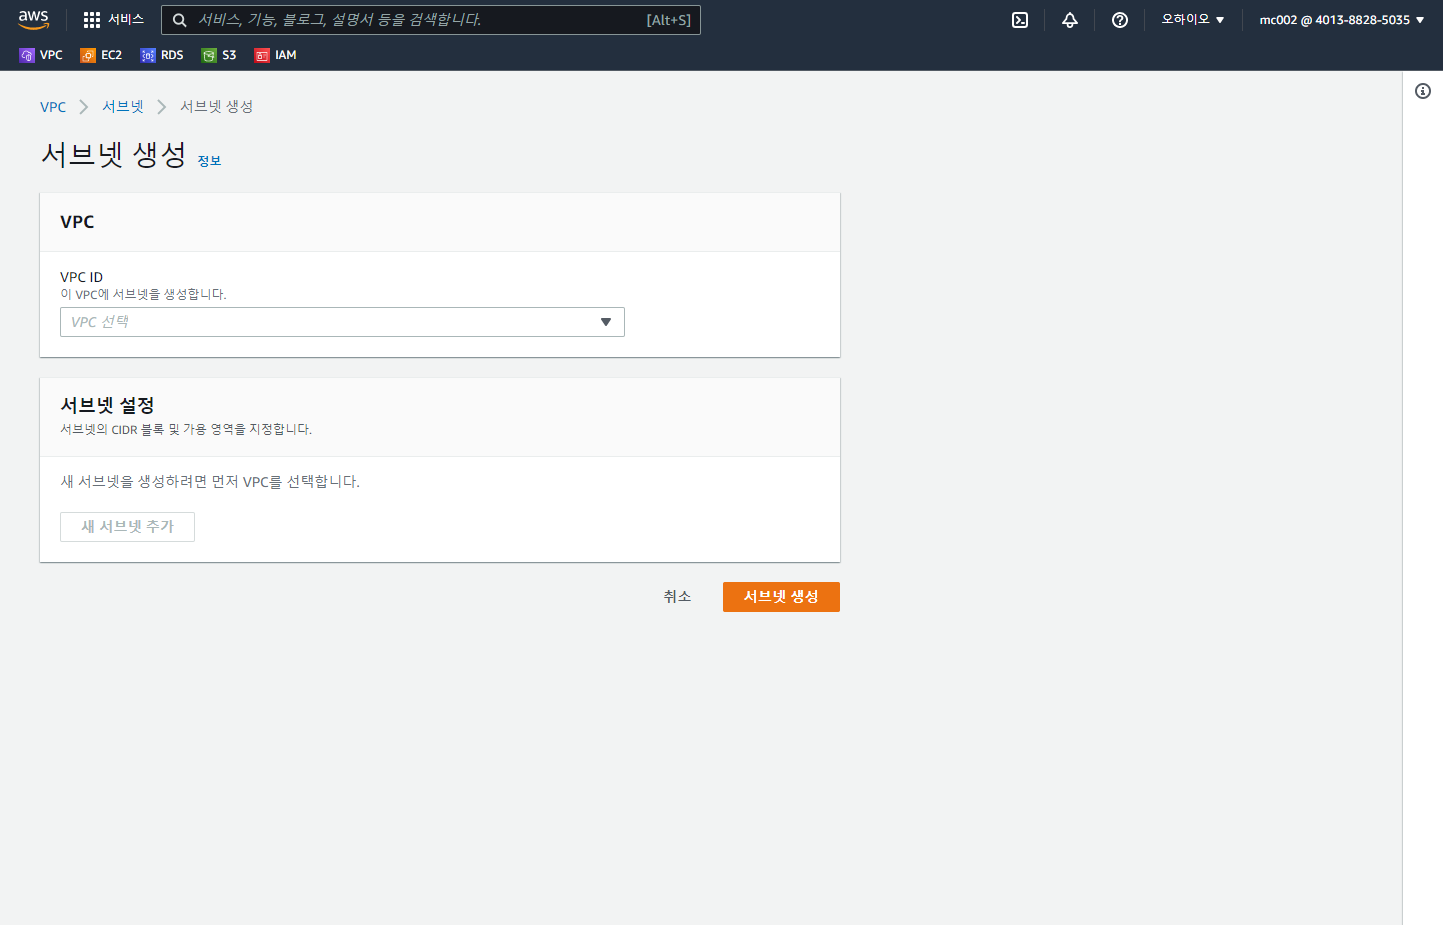 aws 서비스 서비스, 기능, 블로그, 설명서 등을 검색합니다. [Alt+S] 오하이오 mc002 @ 4013-8828-5035
VPC EC2 RDS S3 IAM
VPC 서브넷 서브넷 생성
서브넷 생성 정보
VPC
VPC ID
이 VPC에 서브넷을 생성합니다.
VPC 선택
서브넷 설정
서브넷의 CIDR 블록 및 가용 영역을 지정합니다.
새 서브넷을 생성하려면 먼저 VPC를 선택합니다.
새 서브넷 추가
취소 서브넷 생성